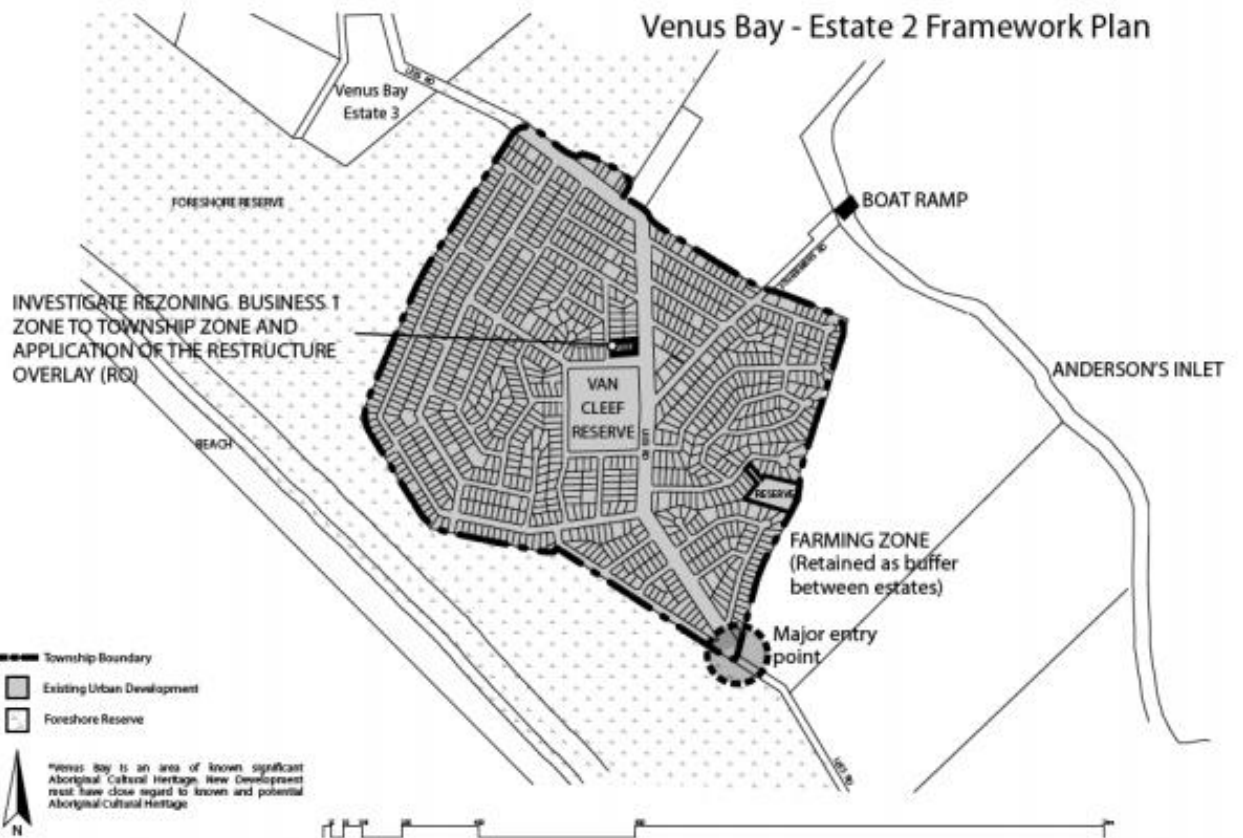 Venus Bay - Estate 2 Framework Plan
Venus Bay
Estate 3
FORESHORE RESERVE
BOAT RAMP
INVESTIGATE REZONING BUSINESS 1
ZONE TO TOWNSHIP ZONE AND
APPLICATION OF THE RESTRUCTURE
OVERLAY (RO)
ANDERSON'S INLET
VAN
CLEEF
RESERVE
BEACH
RESERVE
FARMING ZONE
(Retained as buffer
between estates)
Major entry
point
Township Boundary
Existing Urban Development
Foreshore Reserve
*Venus Bay is an area of known significant
Aboriginal Cultural Heritage. New Development
must have close regard to known and potential
Aboriginal Cultural Heritage
N